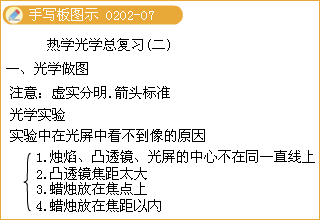 手写板图示 0202-07
热学光学总复习(二)
一、光学做图
注意：虚实分明.箭头标准
光学实验
实验中在光屏中看不到像的原因
1.烛焰、凸透镜、光屏的中心不在同一直线上
2.凸透镜焦距太大
3.蜡烛放在焦点上
4.蜡烛放在焦距以内